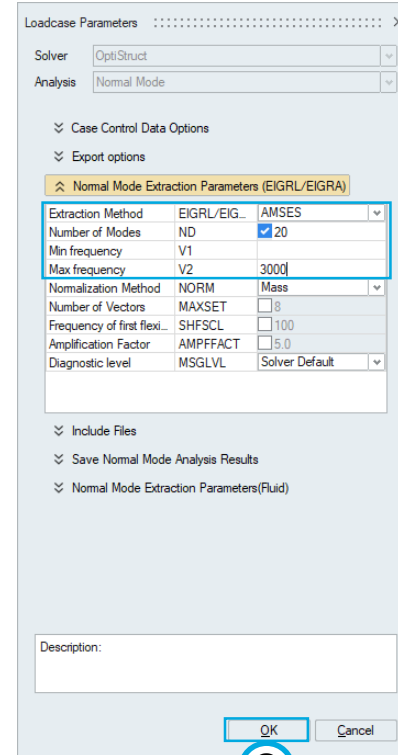 Loadcase Parameters
Solver OptiStruct
Analysis Normal Mode
Case Control Data Options
Export options
Normal Mode Extraction Parameters (EIGRL/EIGRA)
Extraction Method EIGRL/EIG... AMSES
Number of Modes ND 20
Min frequency V1
Max frequency V2 3000
Normalization Method NORM Mass
Number of Vectors MAXSET 8
Frequency of first flexi... SHFSCL 100
Amplification Factor AMPFFACT 5.0
Diagnostic level MSGLVL Solver Default
Include Files
Save Normal Mode Analysis Results
Normal Mode Extraction Parameters(Fluid)
Description:
OK Cancel